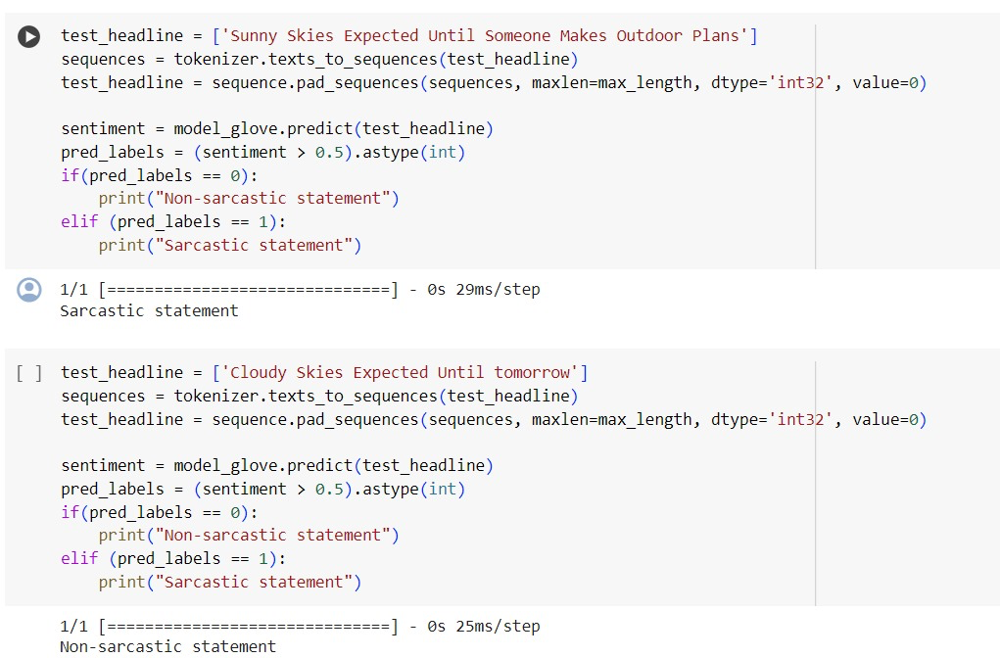 test_headline = ['Sunny Skies Expected Until Someone Makes Outdoor Plans']
sequences = tokenizer.texts_to_sequences(test_headline)
test_headline = sequence.pad_sequences(sequences, maxlen=max_length, dtype='int32', value=0)
sentiment = model_glove.predict(test_headline)
pred_labels = (sentiment > 0.5).astype(int)
if(pred_labels == 0):
    print("Non-sarcastic statement")
elif (pred_labels == 1):
    print("Sarcastic statement")
1/1 [==============================] - 0s 29ms/step
Sarcastic statement
[ ] test_headline = ['Cloudy Skies Expected Until tomorrow']
sequences = tokenizer.texts_to_sequences(test_headline)
test_headline = sequence.pad_sequences(sequences, maxlen=max_length, dtype='int32', value=0)
sentiment = model_glove.predict(test_headline)
pred_labels = (sentiment > 0.5).astype(int)
if(pred_labels == 0):
    print("Non-sarcastic statement")
elif (pred_labels == 1):
    print("Sarcastic statement")
1/1 [==============================] - 0s 25ms/step
Non-sarcastic statement